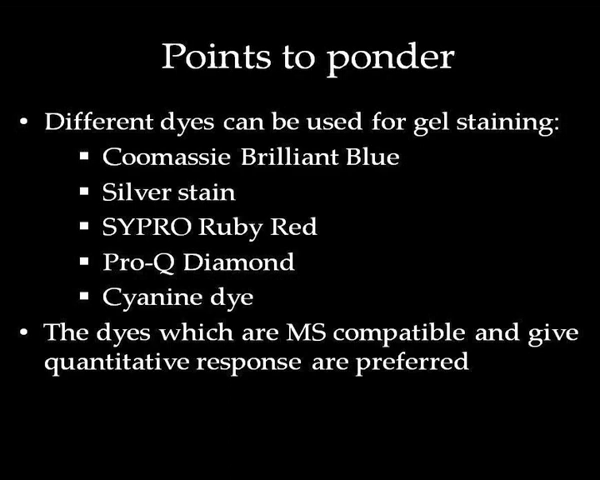 Points to ponder
• Different dyes can be used for gel staining:
▪ Coomassie Brilliant Blue
▪ Silver stain
▪ SYPRO Ruby Red
▪ Pro-Q Diamond
▪ Cyanine dye
• The dyes which are MS compatible and give
quantitative response are preferred